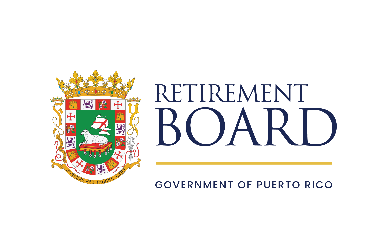 RETIREMENT
BOARD
GOVERNMENT OF PUERTO RICO